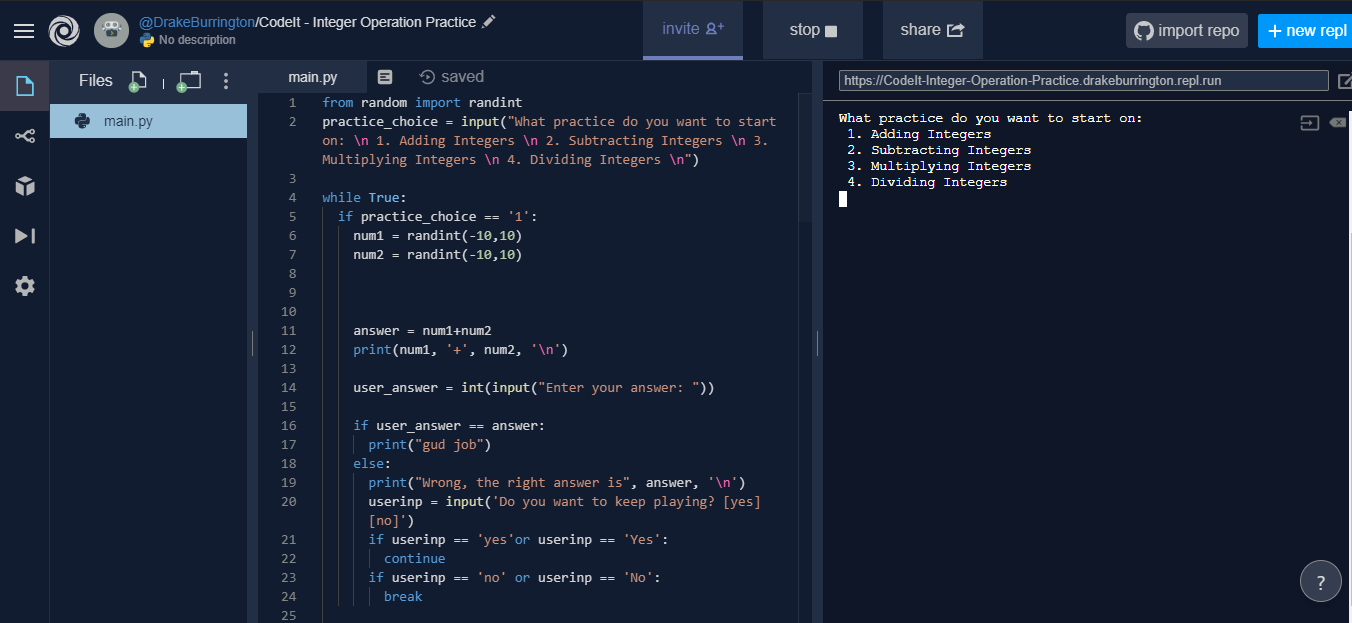 @DrakeBurrington/CodeIt - Integer Operation Practice
No description
invite
stop
share
import repo
+ new repl
Files
main.py
main.py
saved
https://CodeIt-Integer-Operation-Practice.drakeburrington.repl.run
1 from random import randint
2 practice_choice = input("What practice do you want to start
on: \n 1. Adding Integers \n 2. Subtracting Integers \n 3.
Multiplying Integers \n 4. Dividing Integers \n")
3
4 while True:
5 if practice_choice == '1':
6 num1 = randint(-10,10)
7 num2 = randint(-10,10)
8
9
10
11 answer = num1+num2
12 print(num1, '+', num2, '\n')
13
14 user_answer = int(input("Enter your answer: "))
15
16 if user_answer == answer:
17 print("gud job")
18 else:
19 print("Wrong, the right answer is", answer, '\n')
20 userinp = input('Do you want to keep playing? [yes]
[no]')
21 if userinp == 'yes'or userinp == 'Yes':
22 continue
23 if userinp == 'no' or userinp == 'No':
24 break
25
What practice do you want to start on:
1. Adding Integers
2. Subtracting Integers
3. Multiplying Integers
4. Dividing Integers
?